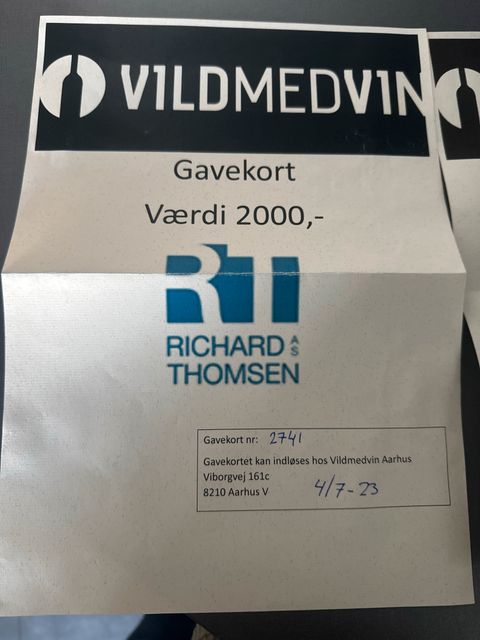 VILDMEDVIN
Gavekort
Værdi 2000,-
RT
RICHARD AS
THOMSEN
Gavekort nr: 2741
Gavekortet kan indløses hos Vildmedvin Aarhus
Viborgvej 161c
8210 Aarhus V 4/7-23